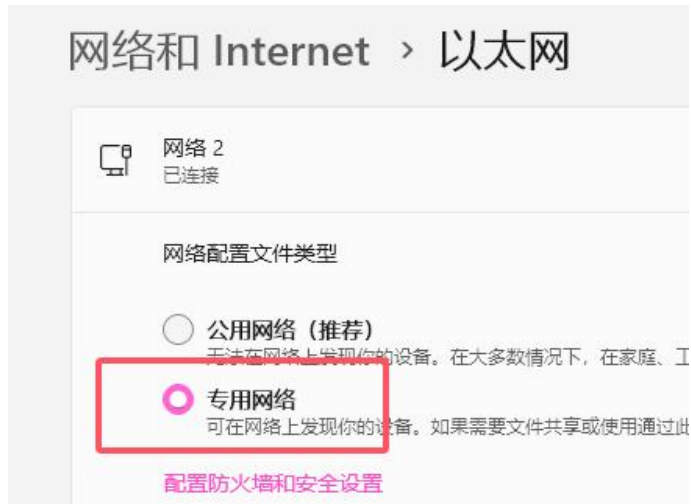 网络和 Internet › 以太网
网络 2
已连接
网络配置文件类型
公用网络（推荐）
无法在网络上发现你的设备。在大多数情况下，在家庭、工
专用网络
可在网络上发现你的设备。如果需要文件共享或使用通过此
配置防火墙和安全设置